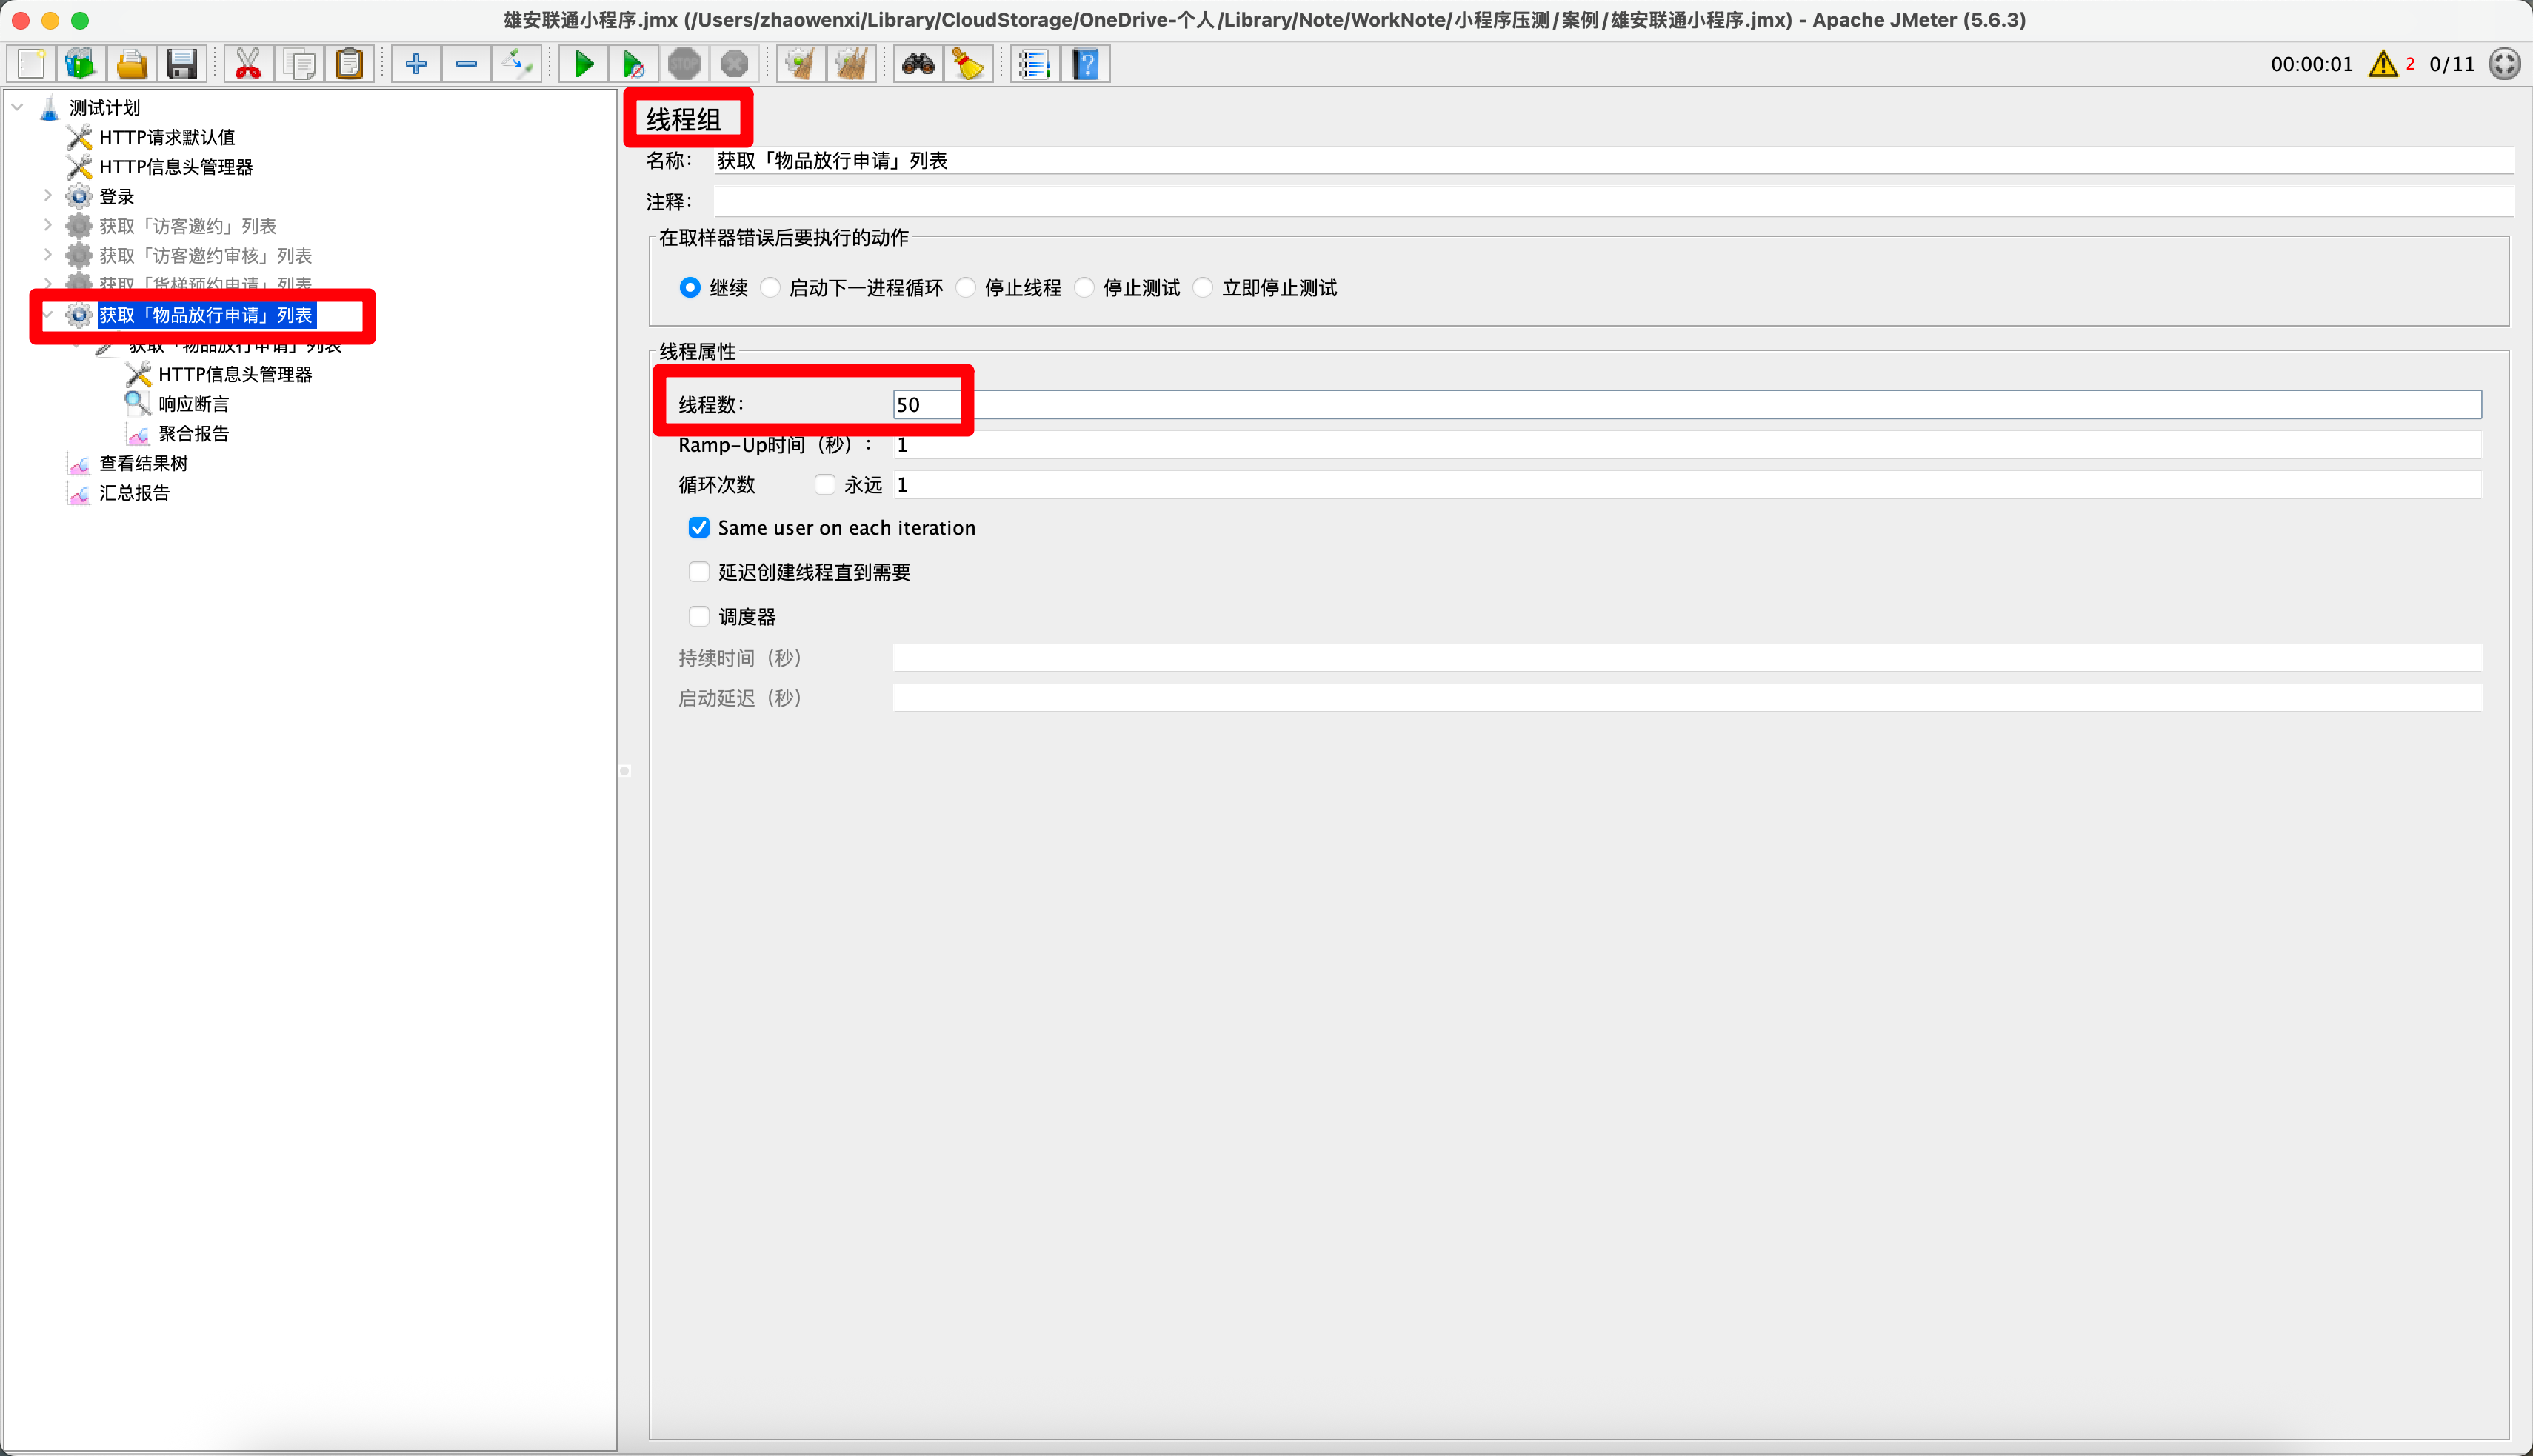 雄安联通小程序.jmx (/Users/zhaowenxi/Library/CloudStorage/OneDrive-个人/Library/Note/WorkNote/小程序压测/案例/雄安联通小程序.jmx) - Apache JMeter (5.6.3)
STOP
00:00:01 2 0/11
测试计划
HTTP请求默认值
HTTP信息头管理器
登录
获取「访客邀约」列表
获取「访客邀约审核」列表
获取「货梯预约申请」列表
获取「物品放行申请」列表
获取「物品放行申请」列表
HTTP信息头管理器
响应断言
聚合报告
查看结果树
汇总报告
线程组
名称: 获取「物品放行申请」列表
注释:
在取样器错误后要执行的动作
继续 启动下一进程循环 停止线程 停止测试 立即停止测试
线程属性
线程数: 50
Ramp-Up时间（秒）: 1
循环次数 永远 1
Same user on each iteration
延迟创建线程直到需要
调度器
持续时间（秒）
启动延迟（秒）